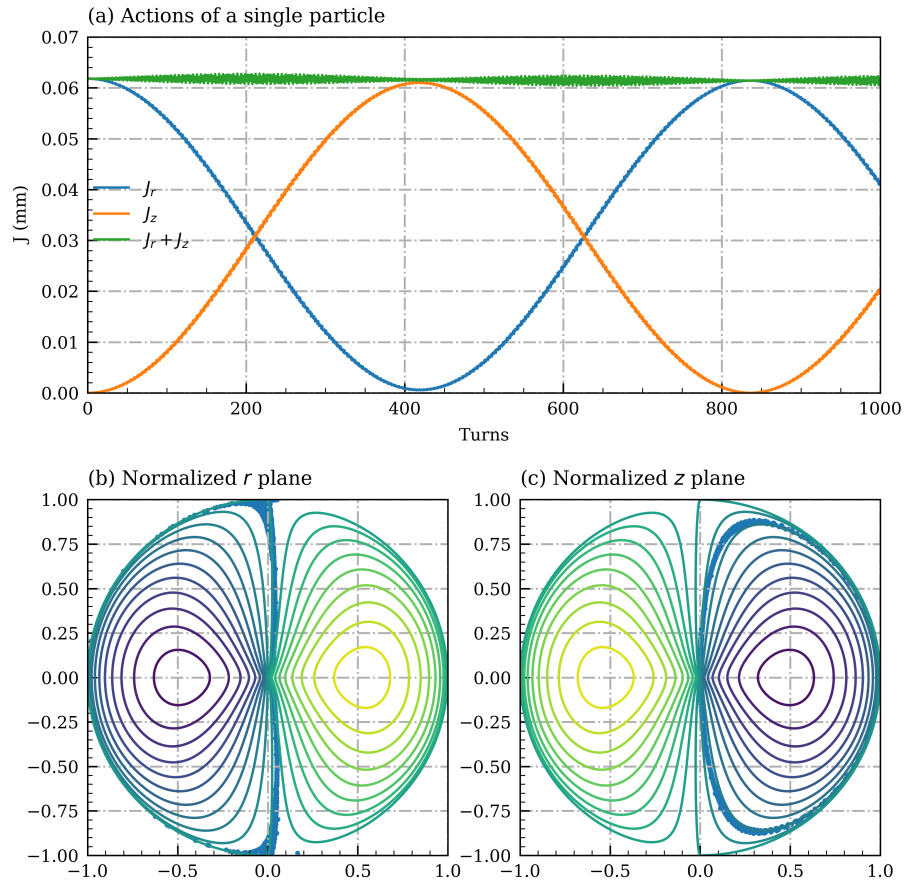 (a) Actions of a single particle
0.07
0.06
0.05
0.04
0.03
0.02
0.01
0.00
J (mm)
J_r
J_z
J_r + J_z
0 200 400 600 800 1000
Turns
(b) Normalized r plane
1.00
0.75
0.50
0.25
0.00
−0.25
−0.50
−0.75
−1.00
−1.0 −0.5 0.0 0.5 1.0
(c) Normalized z plane
1.00
0.75
0.50
0.25
0.00
−0.25
−0.50
−0.75
−1.00
−1.0 −0.5 0.0 0.5 1.0